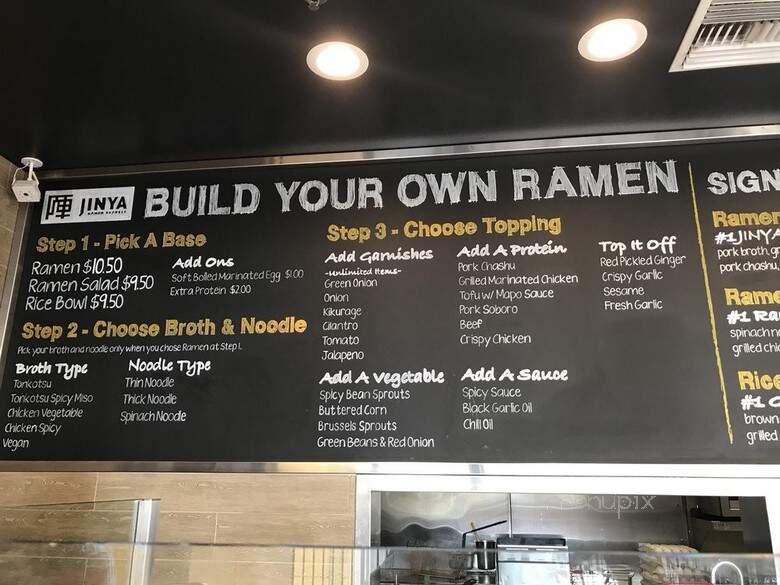 JINYA
RAMEN EXPRESS
BUILD YOUR OWN RAMEN
Step 1 - Pick A Base
Ramen $10.50
Ramen Salad $9.50
Rice Bowl $9.50
Add Ons
Soft Boiled Marinated Egg $1.00
Extra Protein $2.00
Step 2 - Choose Broth & Noodle
Pick your broth and noodle only when you chose Ramen at Step 1.
Broth Type
Tonkotsu
Tonkotsu Spicy Miso
Chicken Vegetable
Chicken Spicy
Vegan
Noodle Type
Thin Noodle
Thick Noodle
Spinach Noodle
Step 3 - Choose Topping
Add Garnishes
-Unlimited Items-
Green Onion
Onion
Kikurage
Cilantro
Tomato
Jalapeno
Add A Protein
Pork Chashu
Grilled Marinated Chicken
Tofu w/ Mapo Sauce
Pork Soboro
Beef
Crispy Chicken
Top It Off
Red Pickled Ginger
Crispy Garlic
Sesame
Fresh Garlic
Add A Vegetable
Spicy Bean Sprouts
Buttered Corn
Brussels Sprouts
Green Beans & Red Onion
Add A Sauce
Spicy Sauce
Black Garlic Oil
Chili Oil
SIGN
Ramen
#1 JINYA
pork broth, gr
pork chashu,
Rame
#1 Ra
spinach n
grilled chic
Rice
#1 C
brown
grilled